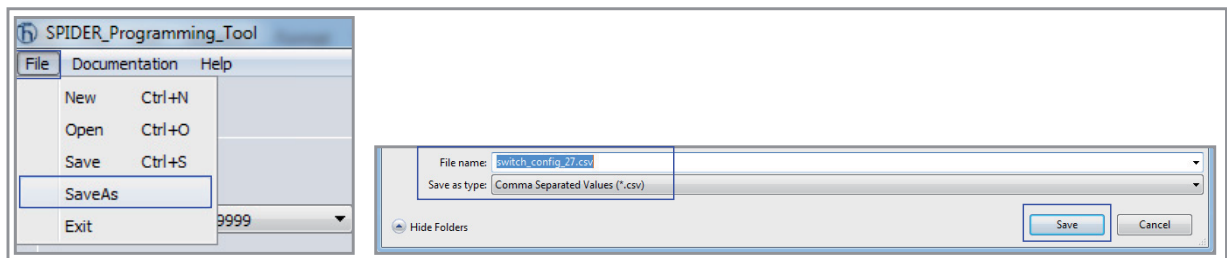 SPIDER_Programming_Tool
File Documentation Help
New Ctrl+N
Open Ctrl+O
Save Ctrl+S
SaveAs
Exit
9999
File name: switch_config_27.csv
Save as type: Comma Separated Values (*.csv)
Hide Folders
Save Cancel